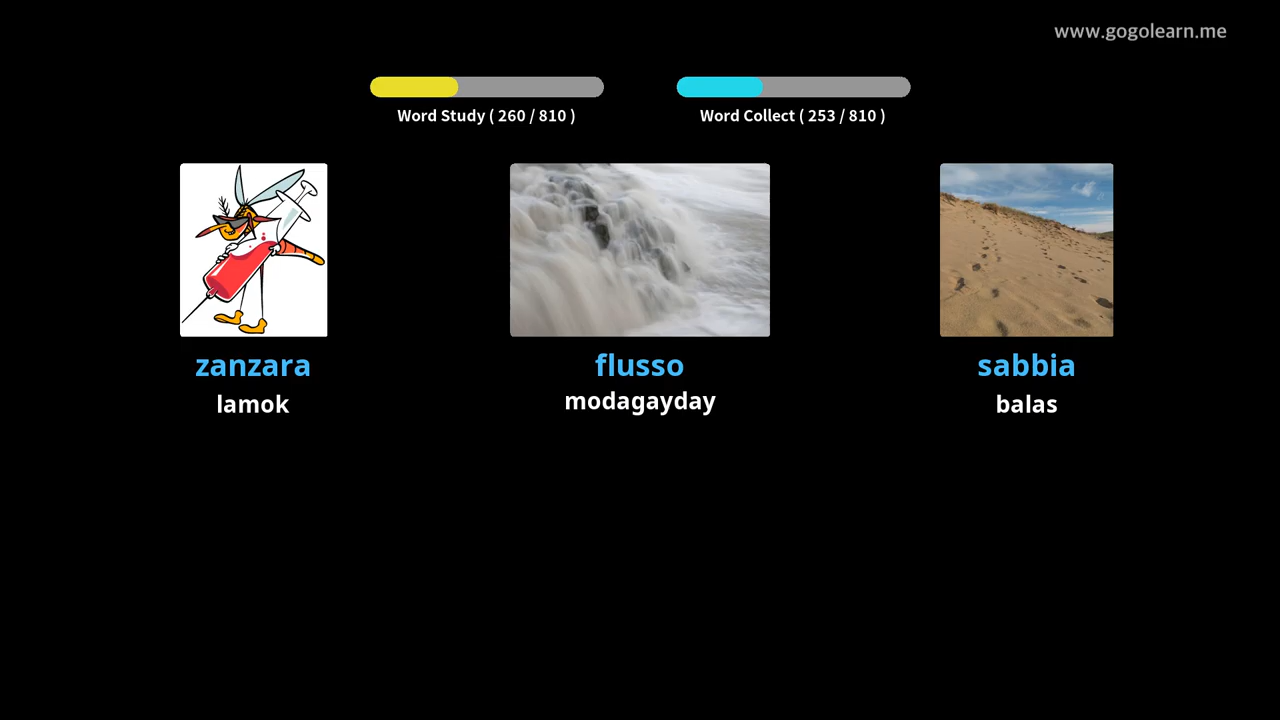 www.gogolearn.me
Word Study ( 260 / 810 )
Word Collect ( 253 / 810 )
zanzara
lamok
flusso
modagayday
sabbia
balas